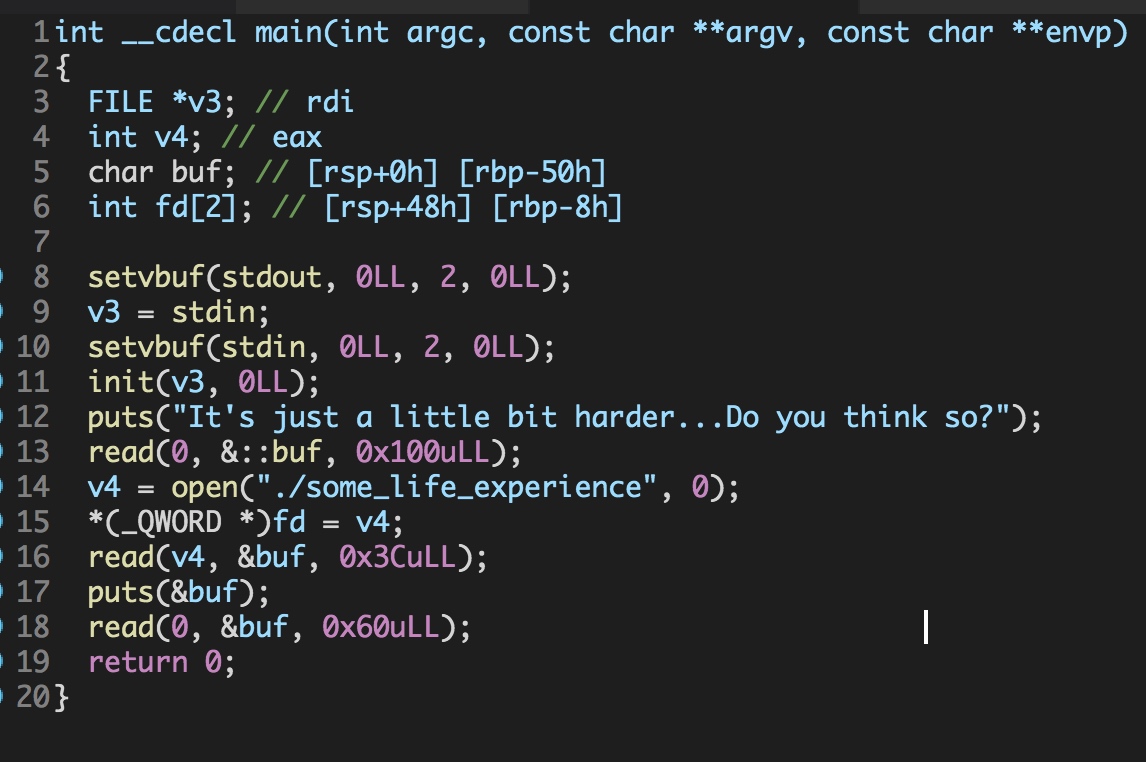 1 int __cdecl main(int argc, const char **argv, const char **envp)
2 {
3   FILE *v3; // rdi
4   int v4; // eax
5   char buf; // [rsp+0h] [rbp-50h]
6   int fd[2]; // [rsp+48h] [rbp-8h]
7
8   setvbuf(stdout, 0LL, 2, 0LL);
9   v3 = stdin;
10   setvbuf(stdin, 0LL, 2, 0LL);
11   init(v3, 0LL);
12   puts("It's just a little bit harder...Do you think so?");
13   read(0, &::buf, 0x100uLL);
14   v4 = open("./some_life_experience", 0);
15   *(_QWORD *)fd = v4;
16   read(v4, &buf, 0x3CuLL);
17   puts(&buf);
18   read(0, &buf, 0x60uLL);
19   return 0;
20 }